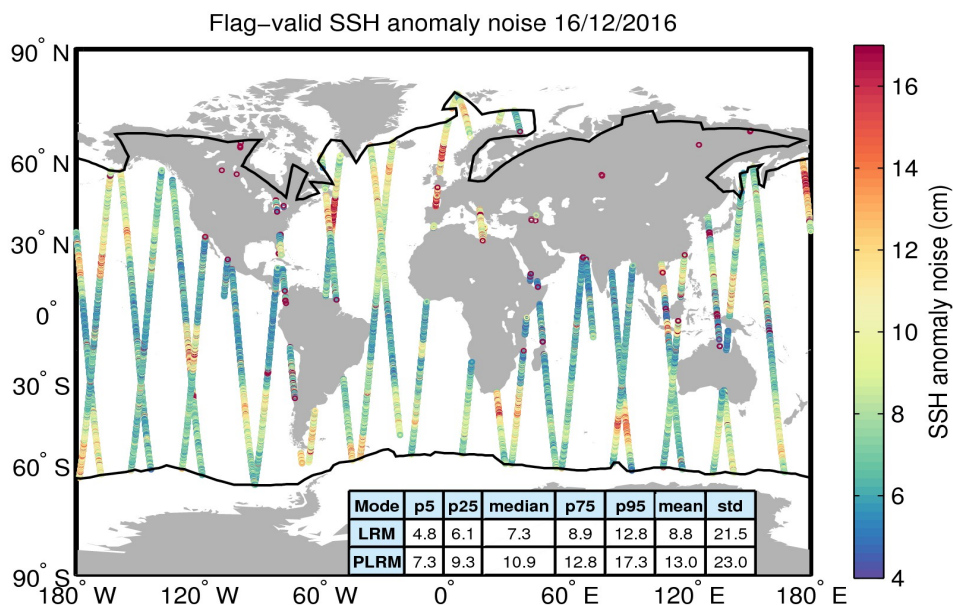 Flag−valid SSH anomaly noise 16/12/2016
90° N
60° N
30° N
0°
30° S
60° S
90° S
180° W 120° W 60° W 0° 60° E 120° E 180° E
Mode p5 p25 median p75 p95 mean std
LRM 4.8 6.1 7.3 8.9 12.8 8.8 21.5
PLRM 7.3 9.3 10.9 12.8 17.3 13.0 23.0
16
14
12
10
8
6
4
SSH anomaly noise (cm)